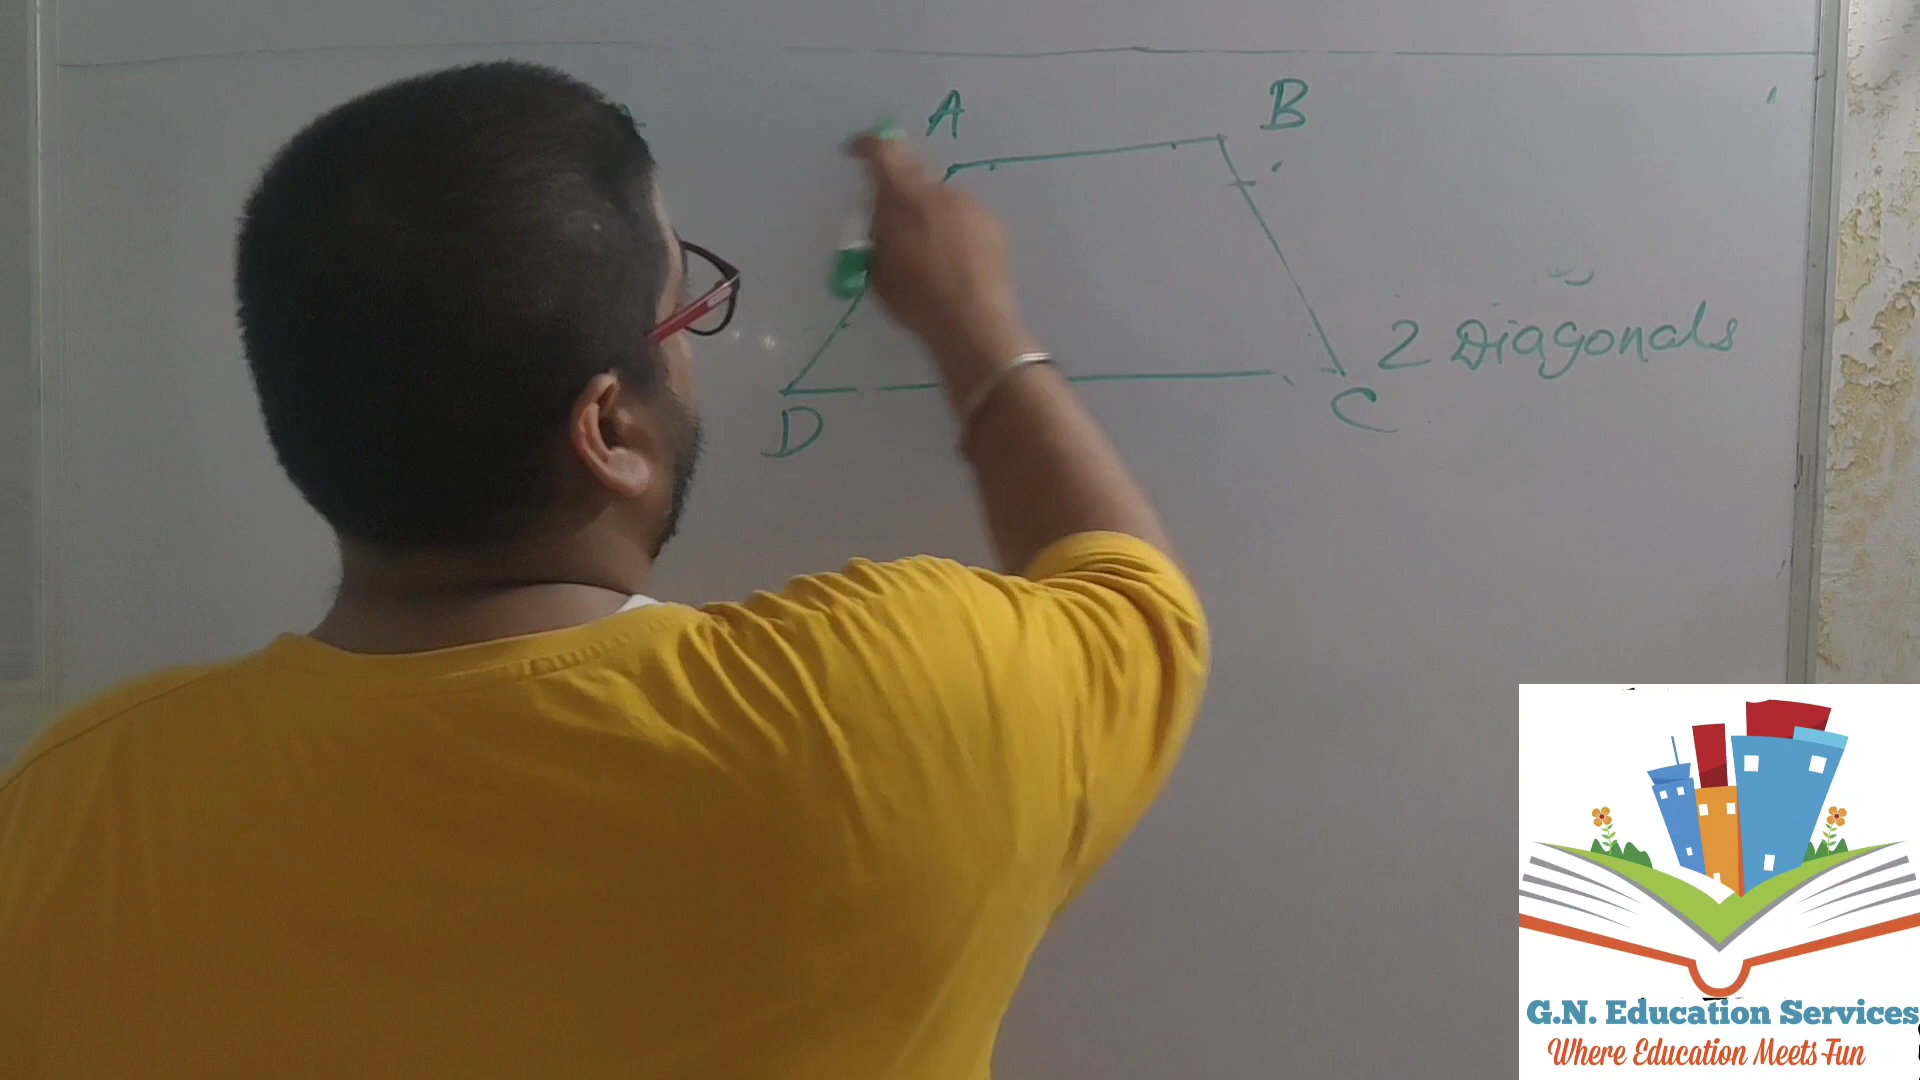 A
B
2 Diagonals
D
C
G.N. Education Services
Where Education Meets Fun